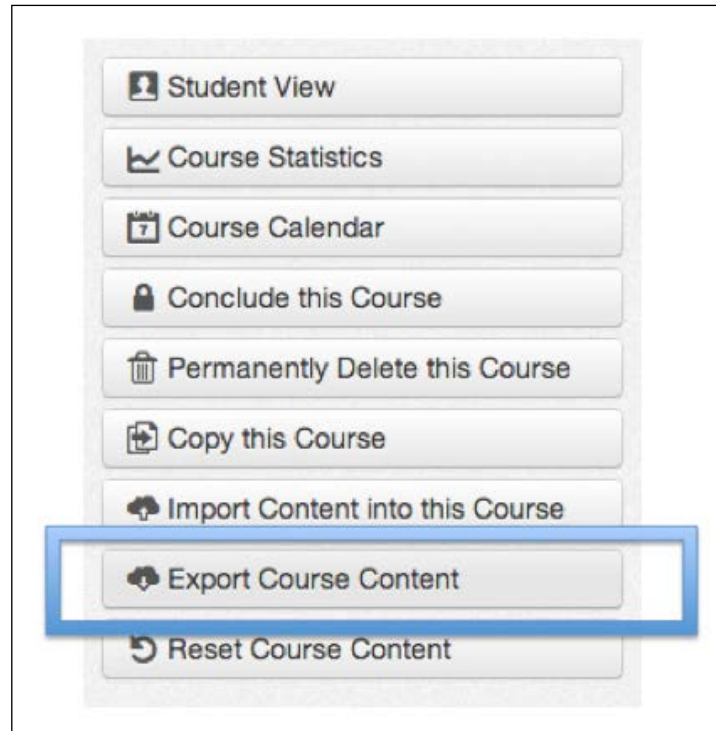 Student View
Course Statistics
7
Course Calendar
Conclude this Course
Permanently Delete this Course
Copy this Course
Import Content into this Course
Export Course Content
Reset Course Content